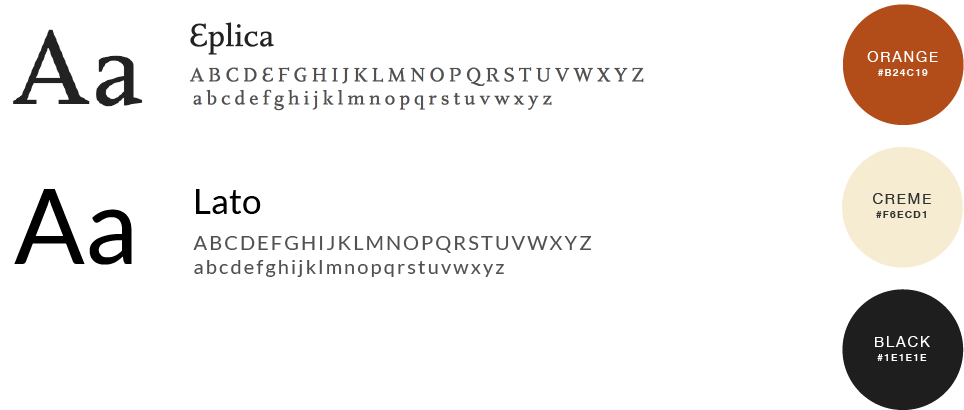 Aa
Eplica
ABCDEFGHIJKLMNOPQRSTUVWXYZ
abcdefghijklmnopqrstuvwxyz
Aa
Lato
ABCDEFGHIJKLMNOPQRSTUVWXYZ
abcdefghijklmnopqrstuvwxyz
ORANGE
#B24C19
CREME
#F6ECD1
BLACK
#1E1E1E